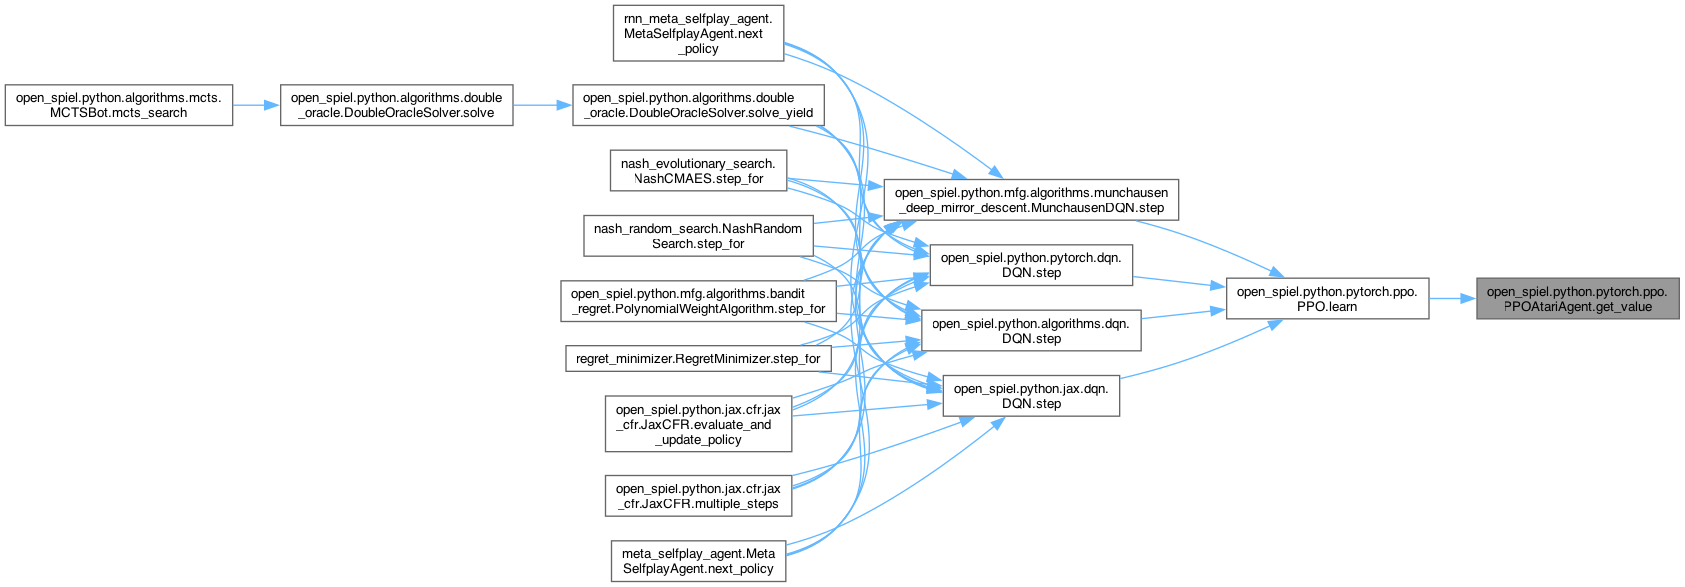 rnn_meta_selfplay_agent.
MetaSelfplayAgent.next
_policy
open_spiel.python.algorithms.mcts.
MCTSBot.mcts_search
open_spiel.python.algorithms.double
_oracle.DoubleOracleSolver.solve
open_spiel.python.algorithms.double
_oracle.DoubleOracleSolver.solve_yield
nash_evolutionary_search.
NashCMAES.step_for
nash_random_search.NashRandom
Search.step_for
open_spiel.python.mfg.algorithms.bandit
_regret.PolynomialWeightAlgorithm.step_for
regret_minimizer.RegretMinimizer.step_for
open_spiel.python.jax.cfr.jax
_cfr.JaxCFR.evaluate_and
_update_policy
open_spiel.python.jax.cfr.jax
_cfr.JaxCFR.multiple_steps
meta_selfplay_agent.Meta
SelfplayAgent.next_policy
open_spiel.python.mfg.algorithms.munchausen
_deep_mirror_descent.MunchausenDQN.step
open_spiel.python.pytorch.dqn.
DQN.step
open_spiel.python.algorithms.dqn.
DQN.step
open_spiel.python.jax.dqn.
DQN.step
open_spiel.python.pytorch.ppo.
PPO.learn
open_spiel.python.pytorch.ppo.
PPOAtariAgent.get_value